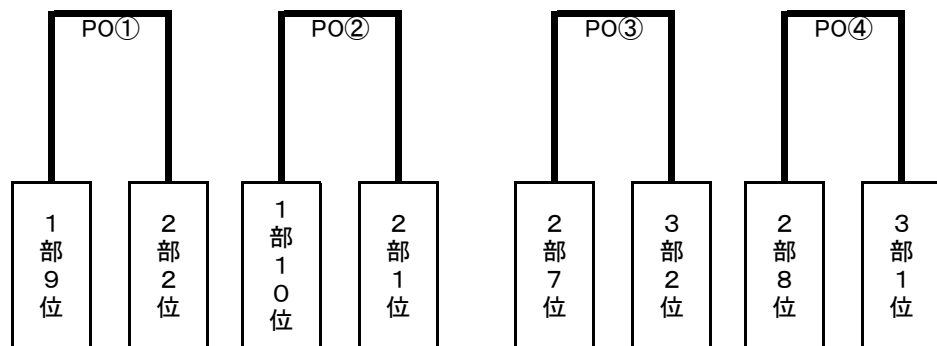 PO①
PO②
PO③
PO④
１部９位
２部２位
１部１０位
２部１位
２部７位
３部２位
２部８位
３部１位